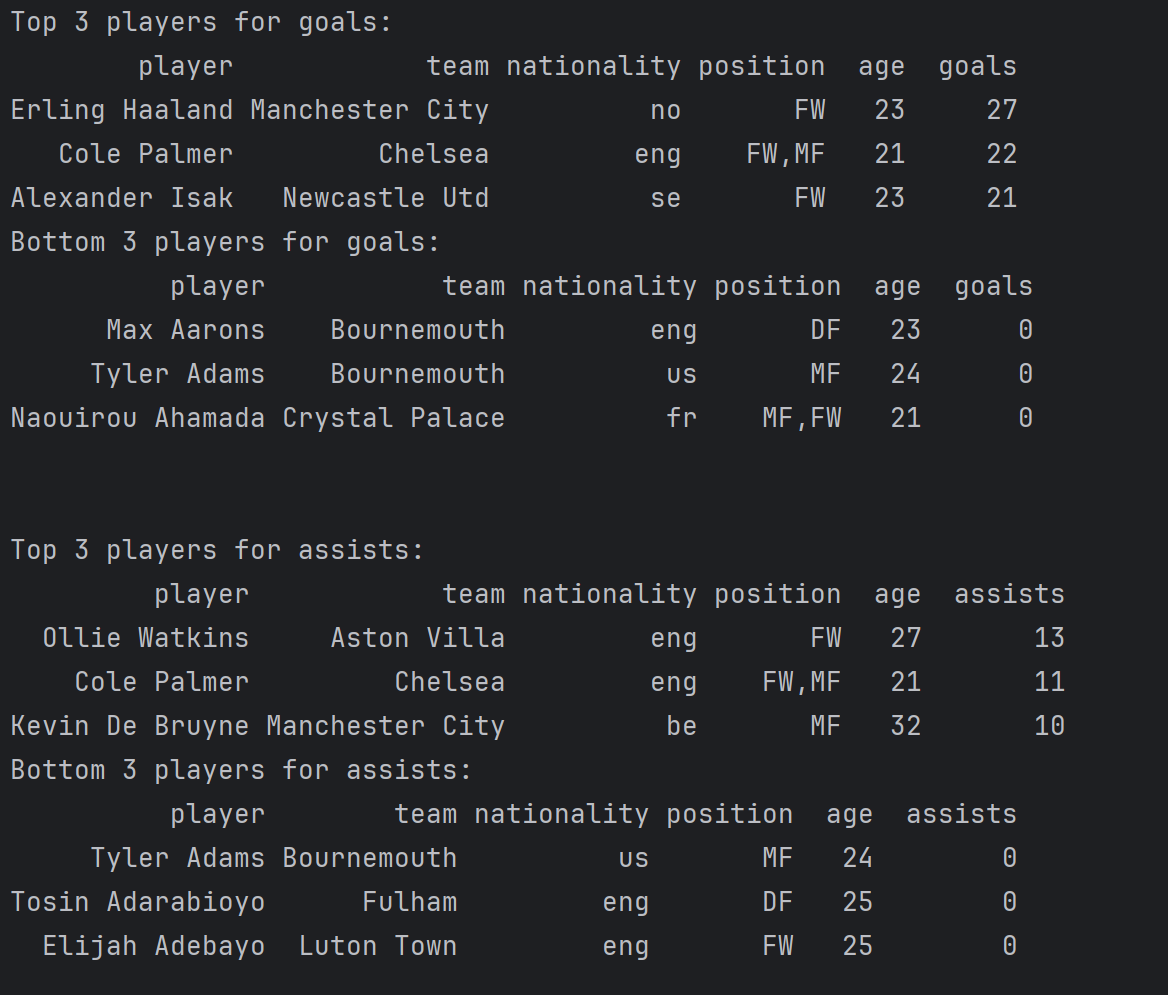 Top 3 players for goals:
player team nationality position age goals
Erling Haaland Manchester City no FW 23 27
Cole Palmer Chelsea eng FW,MF 21 22
Alexander Isak Newcastle Utd se FW 23 21
Bottom 3 players for goals:
player team nationality position age goals
Max Aarons Bournemouth eng DF 23 0
Tyler Adams Bournemouth us MF 24 0
Naouirou Ahamada Crystal Palace fr MF,FW 21 0
Top 3 players for assists:
player team nationality position age assists
Ollie Watkins Aston Villa eng FW 27 13
Cole Palmer Chelsea eng FW,MF 21 11
Kevin De Bruyne Manchester City be MF 32 10
Bottom 3 players for assists:
player team nationality position age assists
Tyler Adams Bournemouth us MF 24 0
Tosin Adarabioyo Fulham eng DF 25 0
Elijah Adebayo Luton Town eng FW 25 0